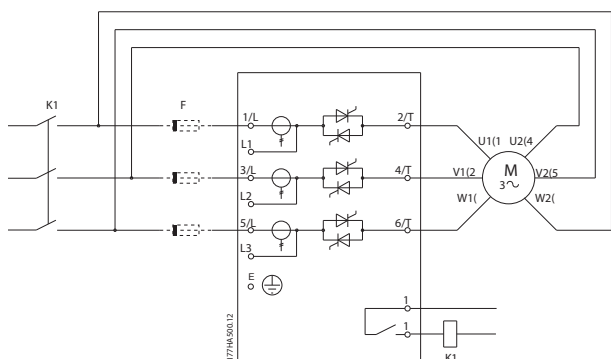 K1
F
1/L
2/T
L1
3/L
4/T
L2
5/L
6/T
L3
E
U1(1
U2(4
V1(2
V2(5
W1(
W2(
M
3
1
1
K1
177HA500.12